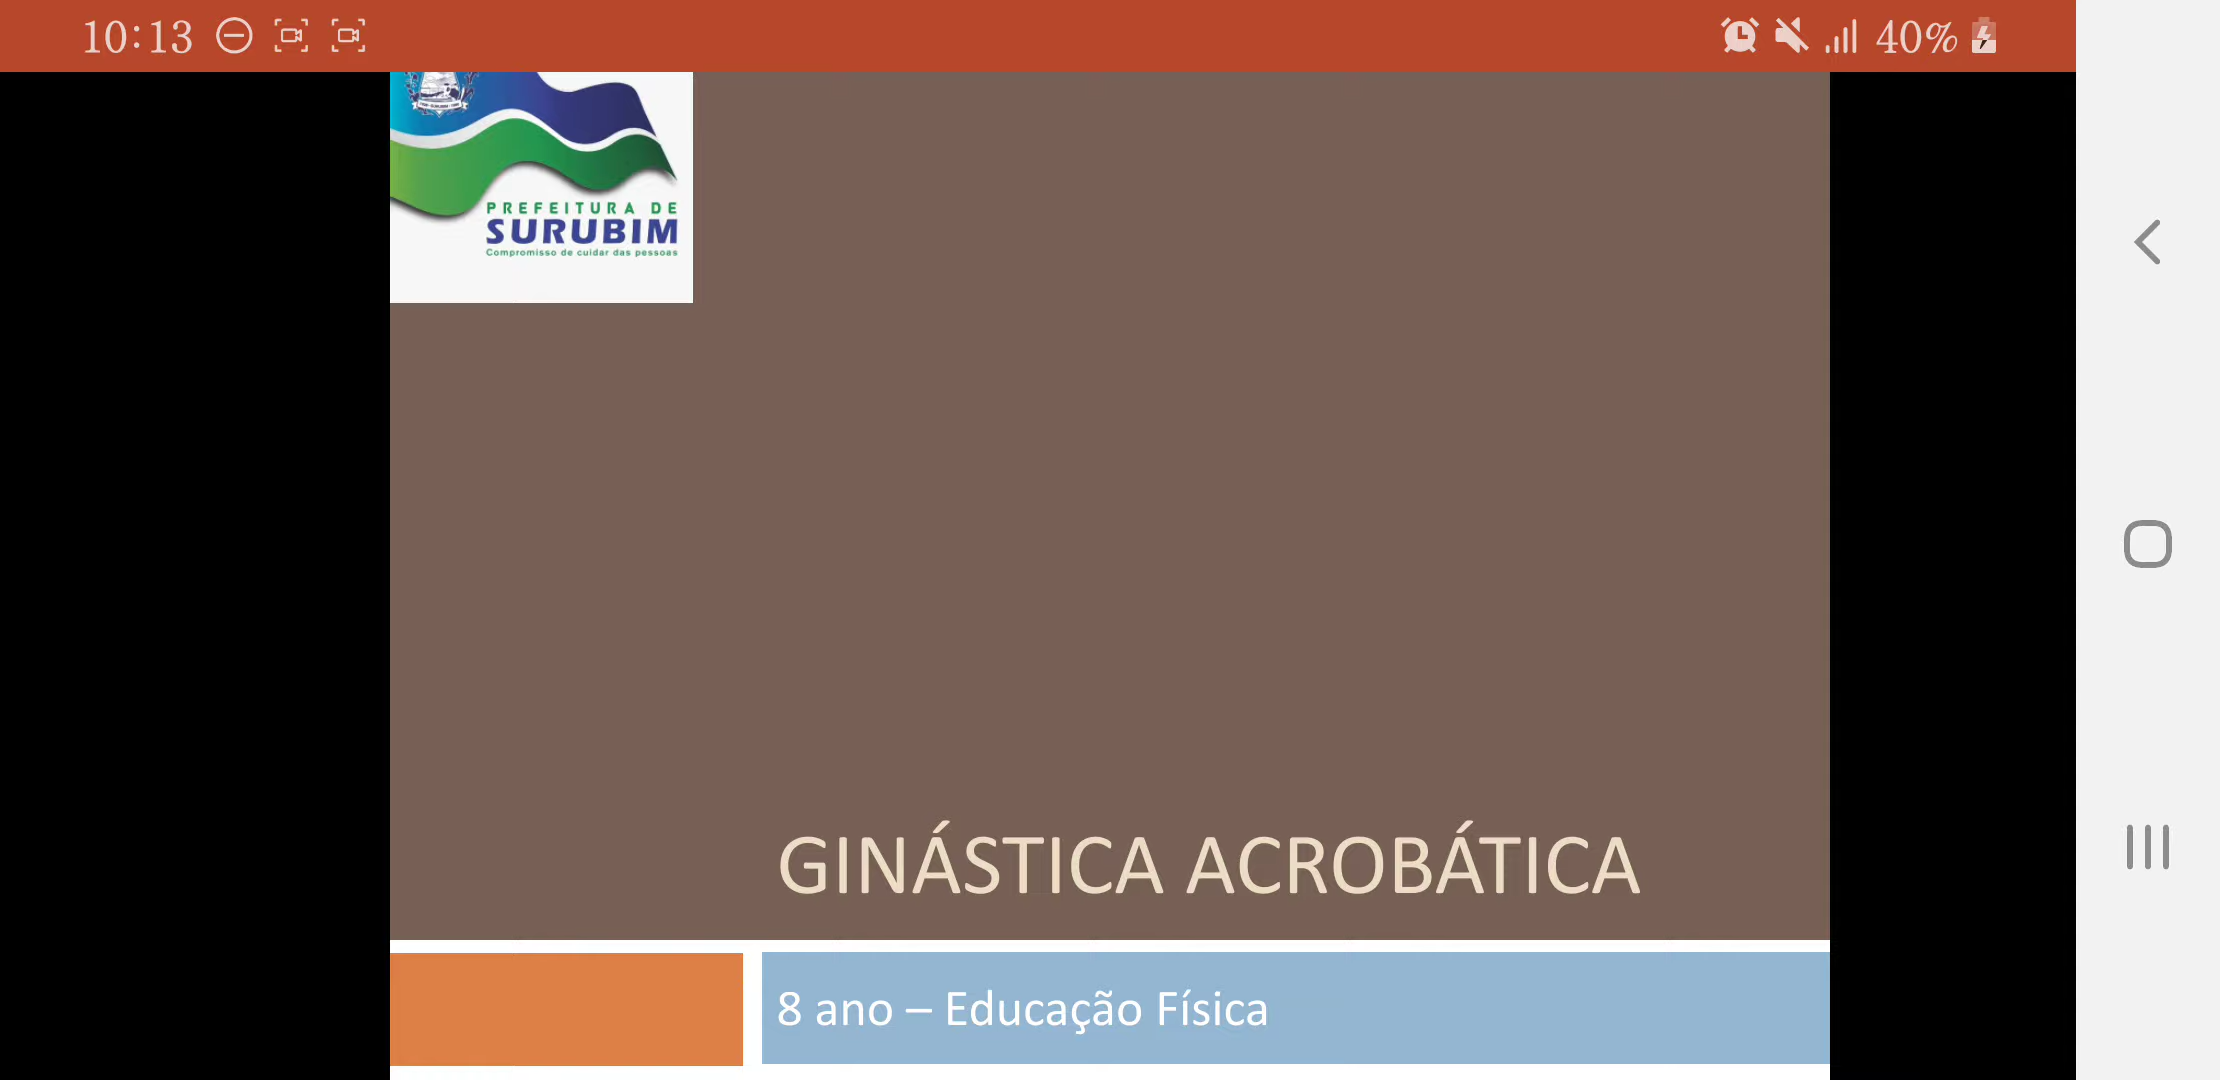 10:13
40%
PREFEITURA DE
SURUBIM
Compromisso de cuidar das pessoas
GINÁSTICA ACROBÁTICA
8 ano – Educação Física